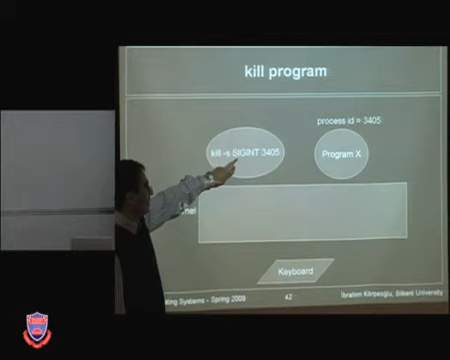 kill program
process id = 3405
kill -s SIGINT 3405
Program X
nel
Keyboard
ting Systems - Spring 2009
42
İbrahim Körpeoğlu, Bilkent University